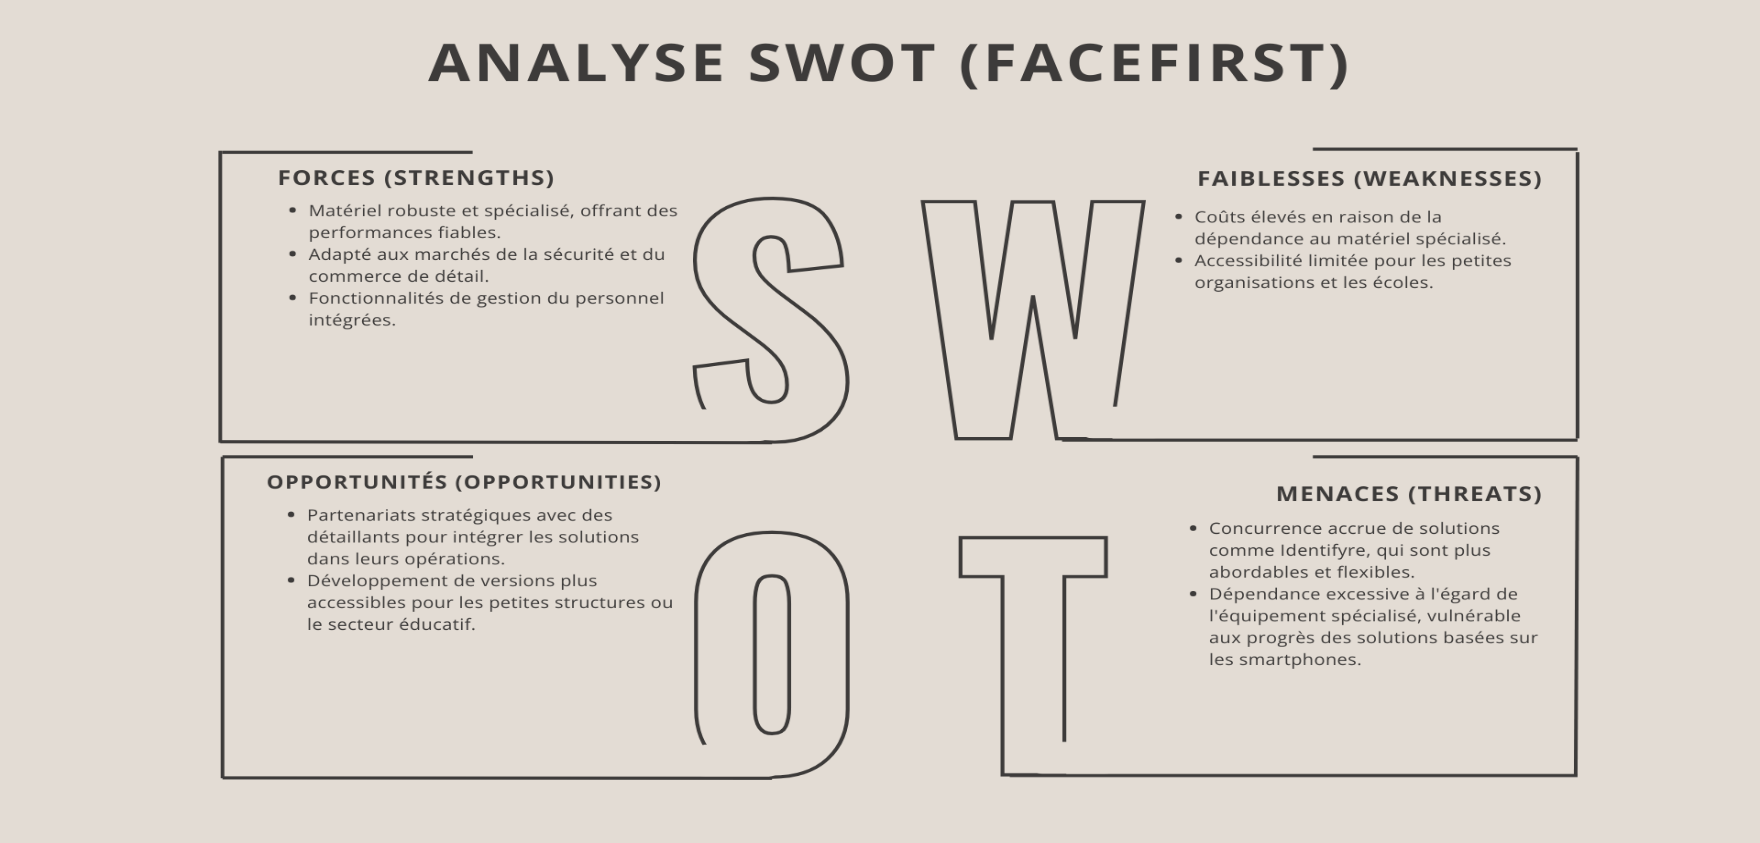 ANALYSE SWOT (FACEFIRST)
FORCES (STRENGTHS)
• Matériel robuste et spécialisé, offrant des
performances fiables.
• Adapté aux marchés de la sécurité et du
commerce de détail.
• Fonctionnalités de gestion du personnel
intégrées.
S
W
FAIBLESSES (WEAKNESSES)
• Coûts élevés en raison de la
dépendance au matériel spécialisé.
• Accessibilité limitée pour les petites
organisations et les écoles.
OPPORTUNITÉS (OPPORTUNITIES)
• Partenariats stratégiques avec des
détaillants pour intégrer les solutions
dans leurs opérations.
• Développement de versions plus
accessibles pour les petites structures ou
le secteur éducatif.
O
T
MENACES (THREATS)
• Concurrence accrue de solutions
comme Identifyre, qui sont plus
abordables et flexibles.
• Dépendance excessive à l'égard de
l'équipement spécialisé, vulnérable
aux progrès des solutions basées sur
les smartphones.